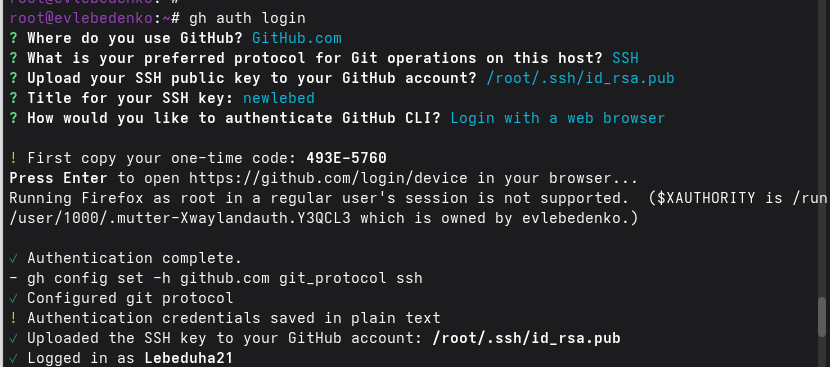 root@evlebedenko:~#
root@evlebedenko:~# gh auth login
? Where do you use GitHub? GitHub.com
? What is your preferred protocol for Git operations on this host? SSH
? Upload your SSH public key to your GitHub account? /root/.ssh/id_rsa.pub
? Title for your SSH key: newlebed
? How would you like to authenticate GitHub CLI? Login with a web browser
! First copy your one-time code: 493E-5760
Press Enter to open https://github.com/login/device in your browser...
Running Firefox as root in a regular user's session is not supported.  ($XAUTHORITY is /run
/user/1000/.mutter-Xwaylandauth.Y3QCL3 which is owned by evlebedenko.)
✓ Authentication complete.
- gh config set -h github.com git_protocol ssh
✓ Configured git protocol
! Authentication credentials saved in plain text
✓ Uploaded the SSH key to your GitHub account: /root/.ssh/id_rsa.pub
✓ Logged in as Lebeduha21